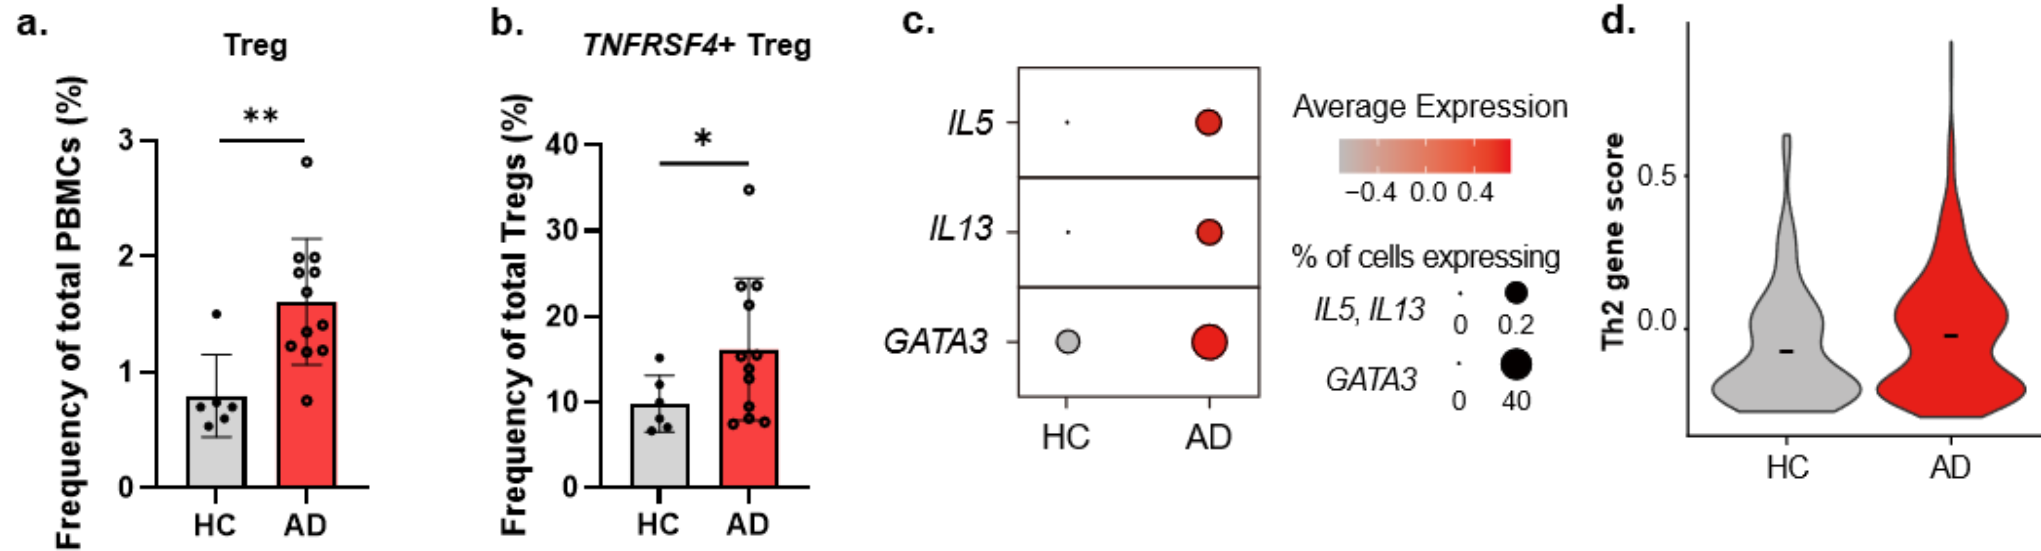 a.
Treg
Frequency of total PBMCs (%)
**
3
2
1
0
HC
AD
b.
TNFRSF4+ Treg
Frequency of total Tregs (%)
*
40
30
20
10
0
HC
AD
c.
IL5
IL13
GATA3
HC
AD
Average Expression
−0.4 0.0 0.4
% of cells expressing
IL5, IL13
0 0.2
GATA3
0 40
d.
Th2 gene score
0.5
0.0
HC
AD